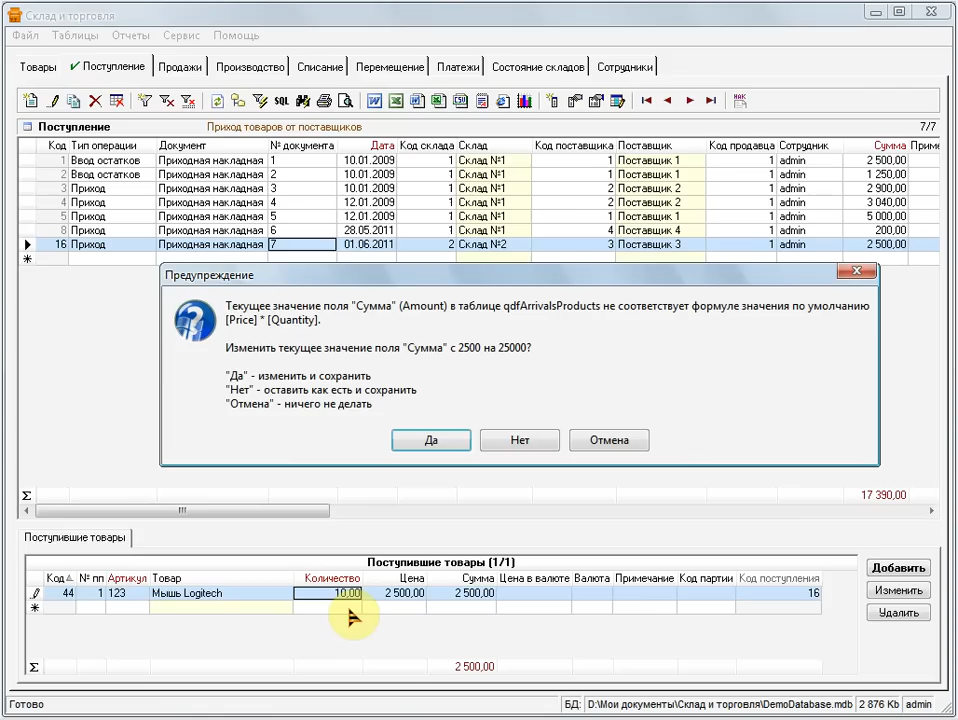 Склад и торговля
Файл Таблицы Отчеты Сервис Помощь
Товары Поступление Продажи Производство Списание Перемещение Платежи Состояние складов Сотрудники
SQL CSV НАК
Поступление Приход товаров от поставщиков 7/7
Код Тип операции Документ № документа Дата Код склада Склад Код поставщика Поставщик Код продавца Сотрудник Сумма Приме
1 Ввод остатков Приходная накладная 1 10.01.2009 1 Склад №1 1 Поставщик 1 1 admin 2 500,00
2 Ввод остатков Приходная накладная 2 10.01.2009 1 Склад №1 1 Поставщик 1 1 admin 1 250,00
3 Приход Приходная накладная 3 10.01.2009 1 Склад №1 2 Поставщик 2 1 admin 2 900,00
4 Приход Приходная накладная 4 12.01.2009 1 Склад №1 2 Поставщик 2 1 admin 3 040,00
5 Приход Приходная накладная 5 12.01.2009 1 Склад №1 1 Поставщик 1 1 admin 5 000,00
8 Приход Приходная накладная 6 28.05.2011 1 Склад №1 4 Поставщик 4 1 admin 200,00
16 Приход Приходная накладная 7 01.06.2011 2 Склад №2 3 Поставщик 3 1 admin 2 500,00
Предупреждение
Текущее значение поля "Сумма" (Amount) в таблице qdfArrivalsProducts не соответствует формуле значения по умолчанию
[Price] * [Quantity].
Изменить текущее значение поля "Сумма" с 2500 на 25000?
"Да" - изменить и сохранить
"Нет" - оставить как есть и сохранить
"Отмена" - ничего не делать
Да Нет Отмена
Σ 17 390,00
Поступившие товары
Поступившие товары (1/1)
Код № пп Артикул Товар Количество Цена Сумма Цена в валюте Валюта Примечание Код партии Код поступления
44 1 123 Мышь Logitech 10,00 2 500,00 2 500,00 16
Добавить
Изменить
Удалить
Σ 2 500,00
Готово БД: D:\Мои документы\Склад и торговля\DemoDatabase.mdb 2 876 Kb admin